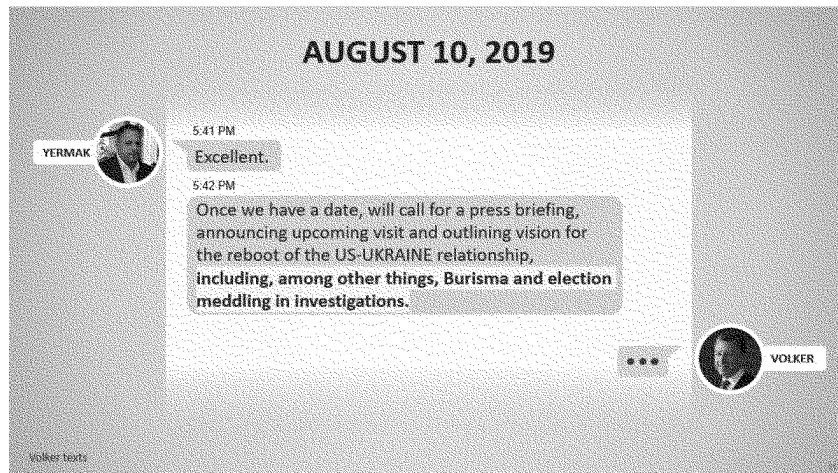 AUGUST 10, 2019
YERMAK
5:41 PM
Excellent.
5:42 PM
Once we have a date, will call for a press briefing,
announcing upcoming visit and outlining vision for
the reboot of the US-UKRAINE relationship,
including, among other things, Burisma and election
meddling in investigations.
VOLKER
Volker texts